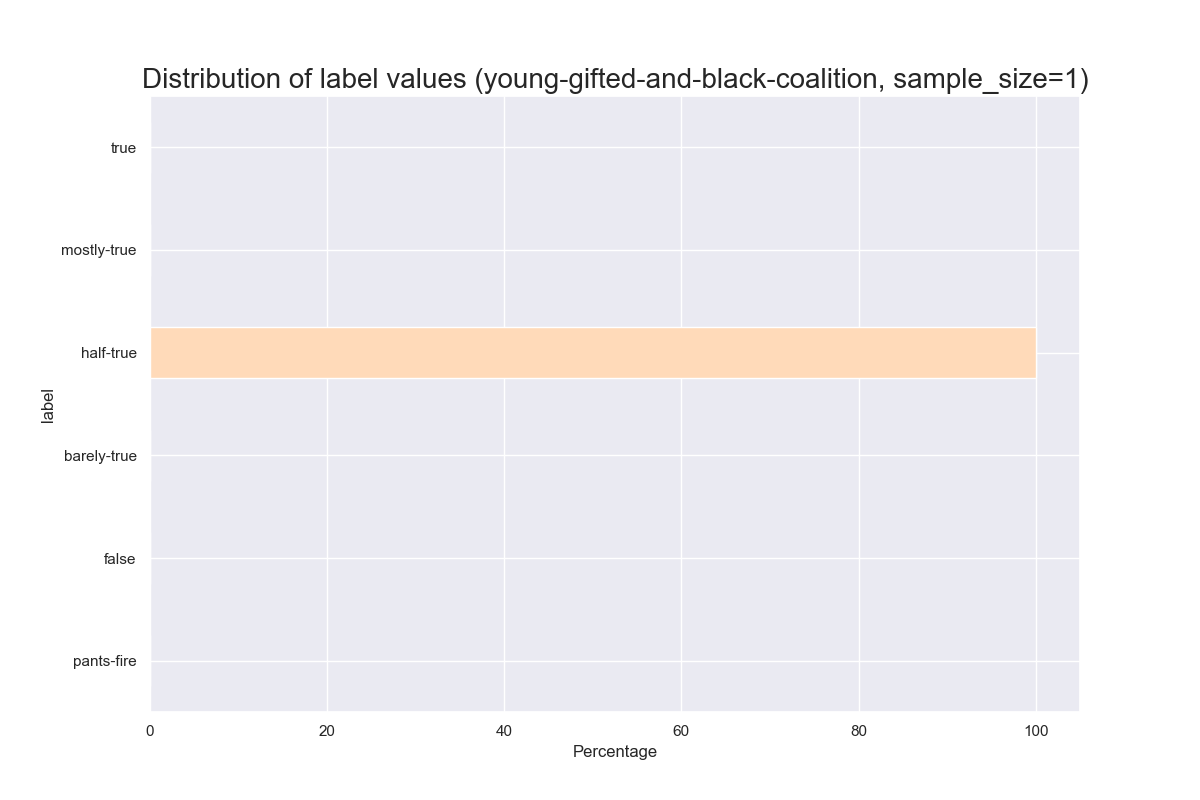 Distribution of label values (young-gifted-and-black-coalition, sample_size=1)
true
mostly-true
half-true
barely-true
false
pants-fire
label
0 20 40 60 80 100
Percentage